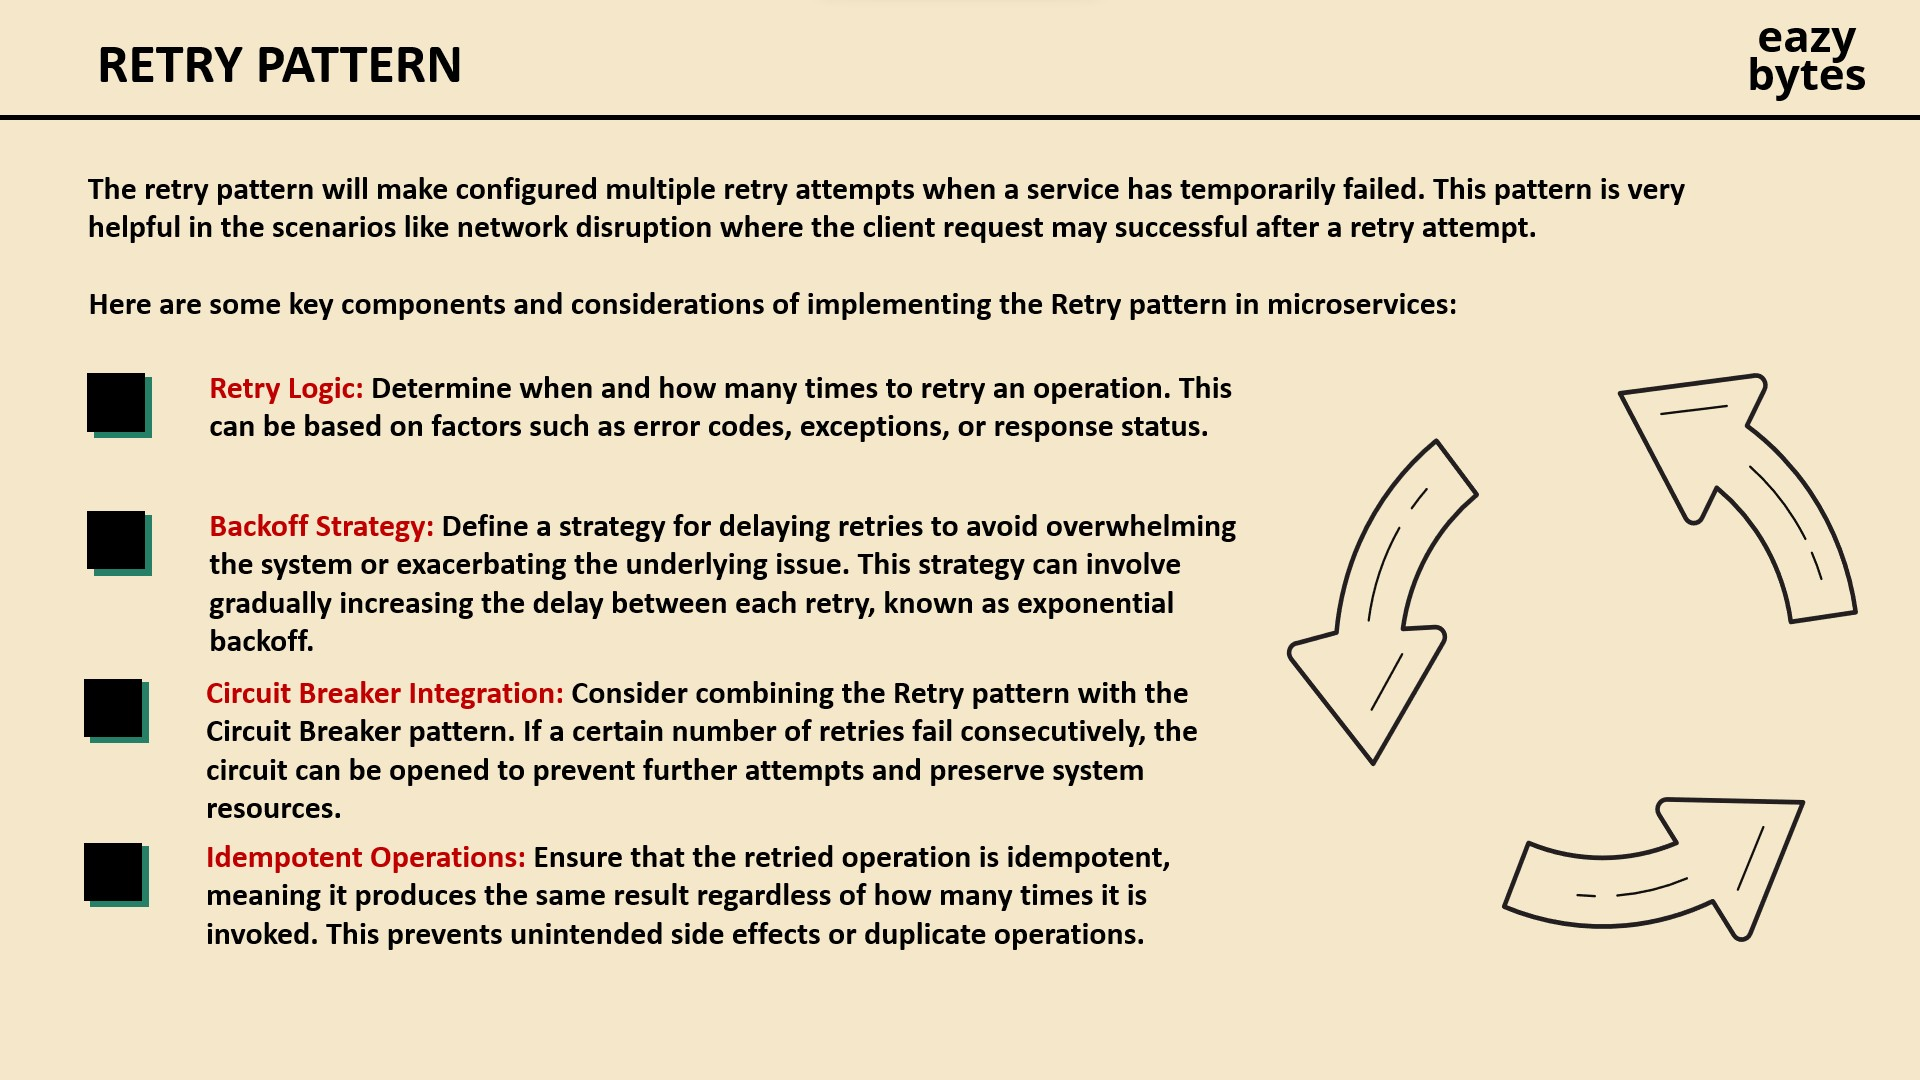 RETRY PATTERN
eazy
bytes
The retry pattern will make configured multiple retry attempts when a service has temporarily failed. This pattern is very
helpful in the scenarios like network disruption where the client request may successful after a retry attempt.
Here are some key components and considerations of implementing the Retry pattern in microservices:
Retry Logic: Determine when and how many times to retry an operation. This
can be based on factors such as error codes, exceptions, or response status.
Backoff Strategy: Define a strategy for delaying retries to avoid overwhelming
the system or exacerbating the underlying issue. This strategy can involve
gradually increasing the delay between each retry, known as exponential
backoff.
Circuit Breaker Integration: Consider combining the Retry pattern with the
Circuit Breaker pattern. If a certain number of retries fail consecutively, the
circuit can be opened to prevent further attempts and preserve system
resources.
Idempotent Operations: Ensure that the retried operation is idempotent,
meaning it produces the same result regardless of how many times it is
invoked. This prevents unintended side effects or duplicate operations.